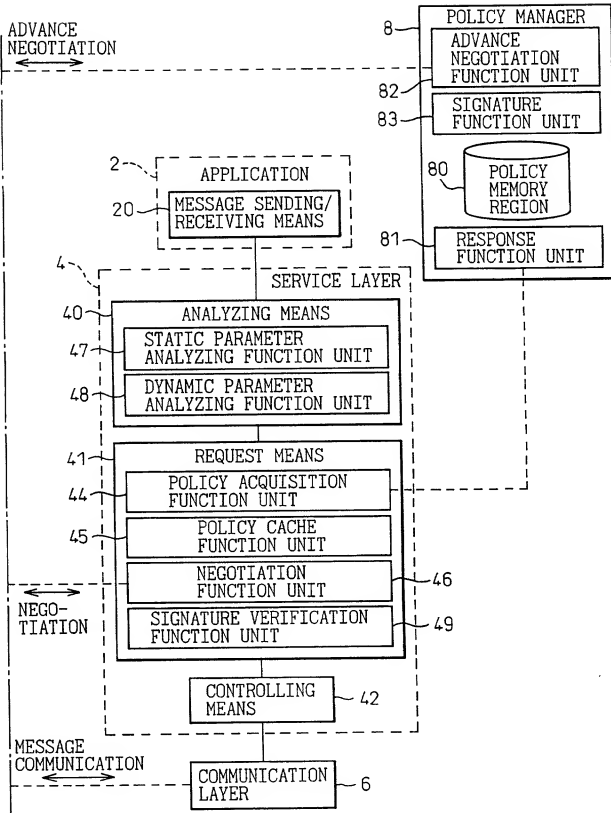 ADVANCE
NEGOTIATION
8
POLICY MANAGER
ADVANCE
NEGOTIATION
FUNCTION UNIT
82
83
SIGNATURE
FUNCTION UNIT
80
POLICY
MEMORY
REGION
81
RESPONSE
FUNCTION UNIT
2
APPLICATION
20
MESSAGE SENDING/
RECEIVING MEANS
4
SERVICE LAYER
40
ANALYZING MEANS
47
STATIC PARAMETER
ANALYZING FUNCTION UNIT
48
DYNAMIC PARAMETER
ANALYZING FUNCTION UNIT
41
REQUEST MEANS
44
POLICY ACQUISITION
FUNCTION UNIT
45
POLICY CACHE
FUNCTION UNIT
NEGOTIATION
FUNCTION UNIT
46
NEGO-
TIATION
SIGNATURE VERIFICATION
FUNCTION UNIT
49
CONTROLLING
MEANS
42
MESSAGE
COMMUNICATION
COMMUNICATION
LAYER
6